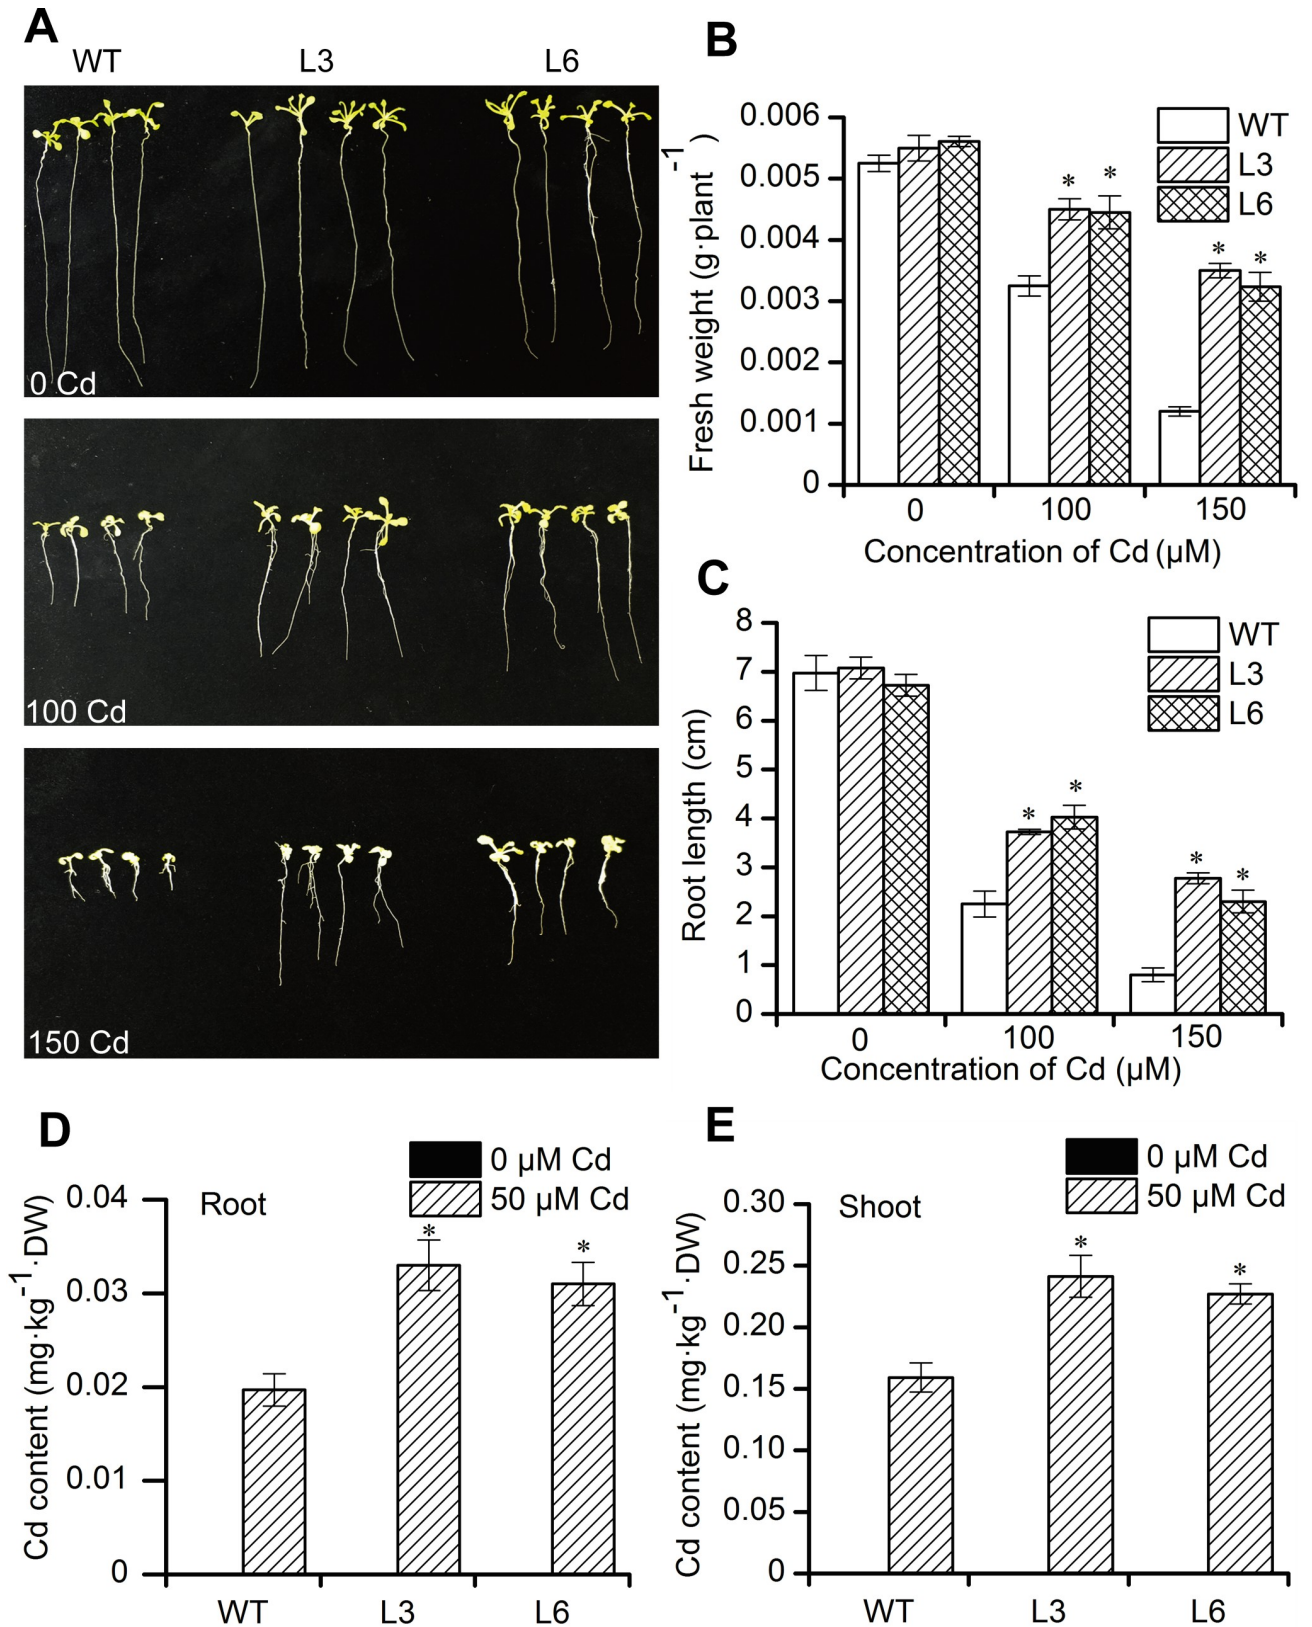 A
WT L3 L6
0 Cd
100 Cd
150 Cd
B
Fresh weight (g·plant⁻¹)
0.006
0.005
0.004
0.003
0.002
0.001
0
* *
* *
WT
L3
L6
0 100 150
Concentration of Cd (µM)
C
Root length (cm)
8
7
6
5
4
3
2
1
0
* *
* *
WT
L3
L6
0 100 150
Concentration of Cd (µM)
D
Cd content (mg·kg⁻¹·DW)
0.04
0.03
0.02
0.01
0
Root
0 µM Cd
50 µM Cd
* *
WT L3 L6
E
Cd content (mg·kg⁻¹·DW)
0.30
0.25
0.20
0.15
0.10
0.05
0
Shoot
0 µM Cd
50 µM Cd
* *
WT L3 L6